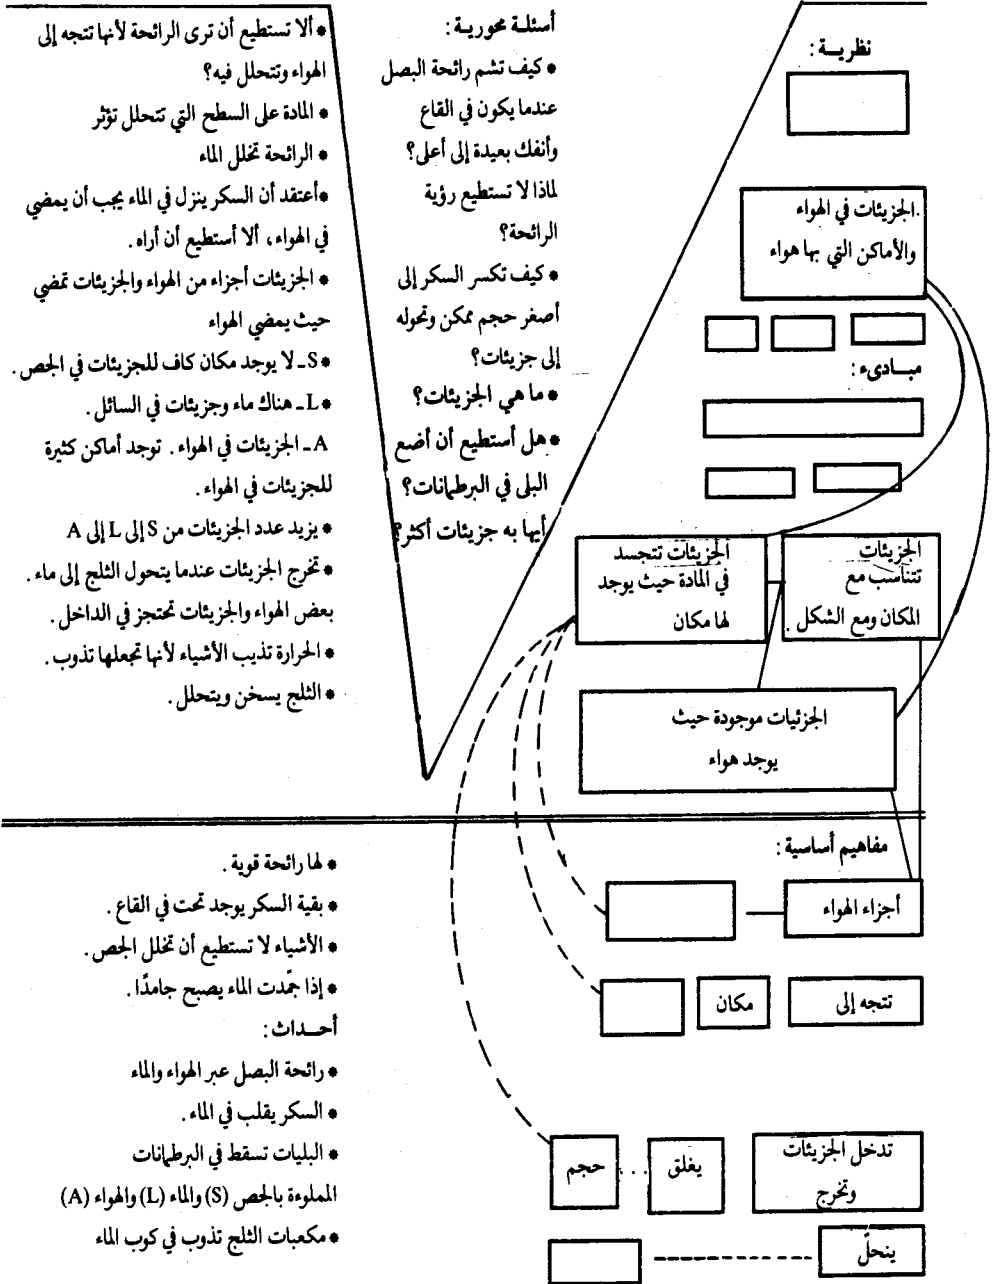 نظرية :
الجزيئات في الهواء
والأماكن التي بها هواء
مبادىء :
الجزيئات
تتناسب مع
المكان ومع الشكل .
الجزيئات تتجسد
في المادة حيث يوجد
لها مكان
الجزئيات موجودة حيث
يوجد هواء
مفاهيم أساسية :
أجزاء الهواء
تتجه إلى
مكان
تدخل الجزيئات
وتخرج
يغلق
حجم
ينحلّ
أسئلة محورية :
* كيف تشم رائحة البصل
عندما يكون في القاع
وأنفك بعيدة إلى أعلى؟
لماذا لا تستطيع رؤية
الرائحة؟
* كيف تكسر السكر إلى
أصغر حجم ممكن وتحوله
إلى جزيئات؟
* ما هي الجزيئات؟
* هل أستطيع أن أضع
البلى في البرطمانات؟
أيها به جزيئات أكثر؟
* ألا تستطيع أن ترى الرائحة لأنها تتجه إلى
الهواء وتتحلل فيه؟
* المادة على السطح التي تتحلل تؤثر
* الرائحة تخلل الماء
* أعتقد أن السكر ينزل في الماء يجب أن يمضي
في الهواء، ألا أستطيع أن أراه .
* الجزيئات أجزاء من الهواء والجزيئات تمضي
حيث يمضي الهواء
* S ـ لا يوجد مكان كاف للجزيئات في الجص .
* L ـ هناك ماء وجزيئات في السائل .
A ـ الجزيئات في الهواء . توجد أماكن كثيرة
للجزيئات في الهواء .
* يزيد عدد الجزيئات من S إلى L إلى A
* تخرج الجزيئات عندما يتحول الثلج إلى ماء .
بعض الهواء والجزيئات تحتجز في الداخل .
* الحرارة تذيب الأشياء لأنها تجعلها تذوب .
* الثلج يسخن ويتحلل .
* لها رائحة قوية .
* بقية السكر يوجد تحت في القاع .
* الأشياء لا تستطيع أن تخلل الجص .
* إذا جمّدت الماء يصبح جامدًا .
أحداث :
* رائحة البصل عبر الهواء والماء
* السكر يقلب في الماء .
* البليات تسقط في البرطمانات
المملوءة بالجص (S) والماء (L) والهواء (A)
* مكعبات الثلج تذوب في كوب الماء